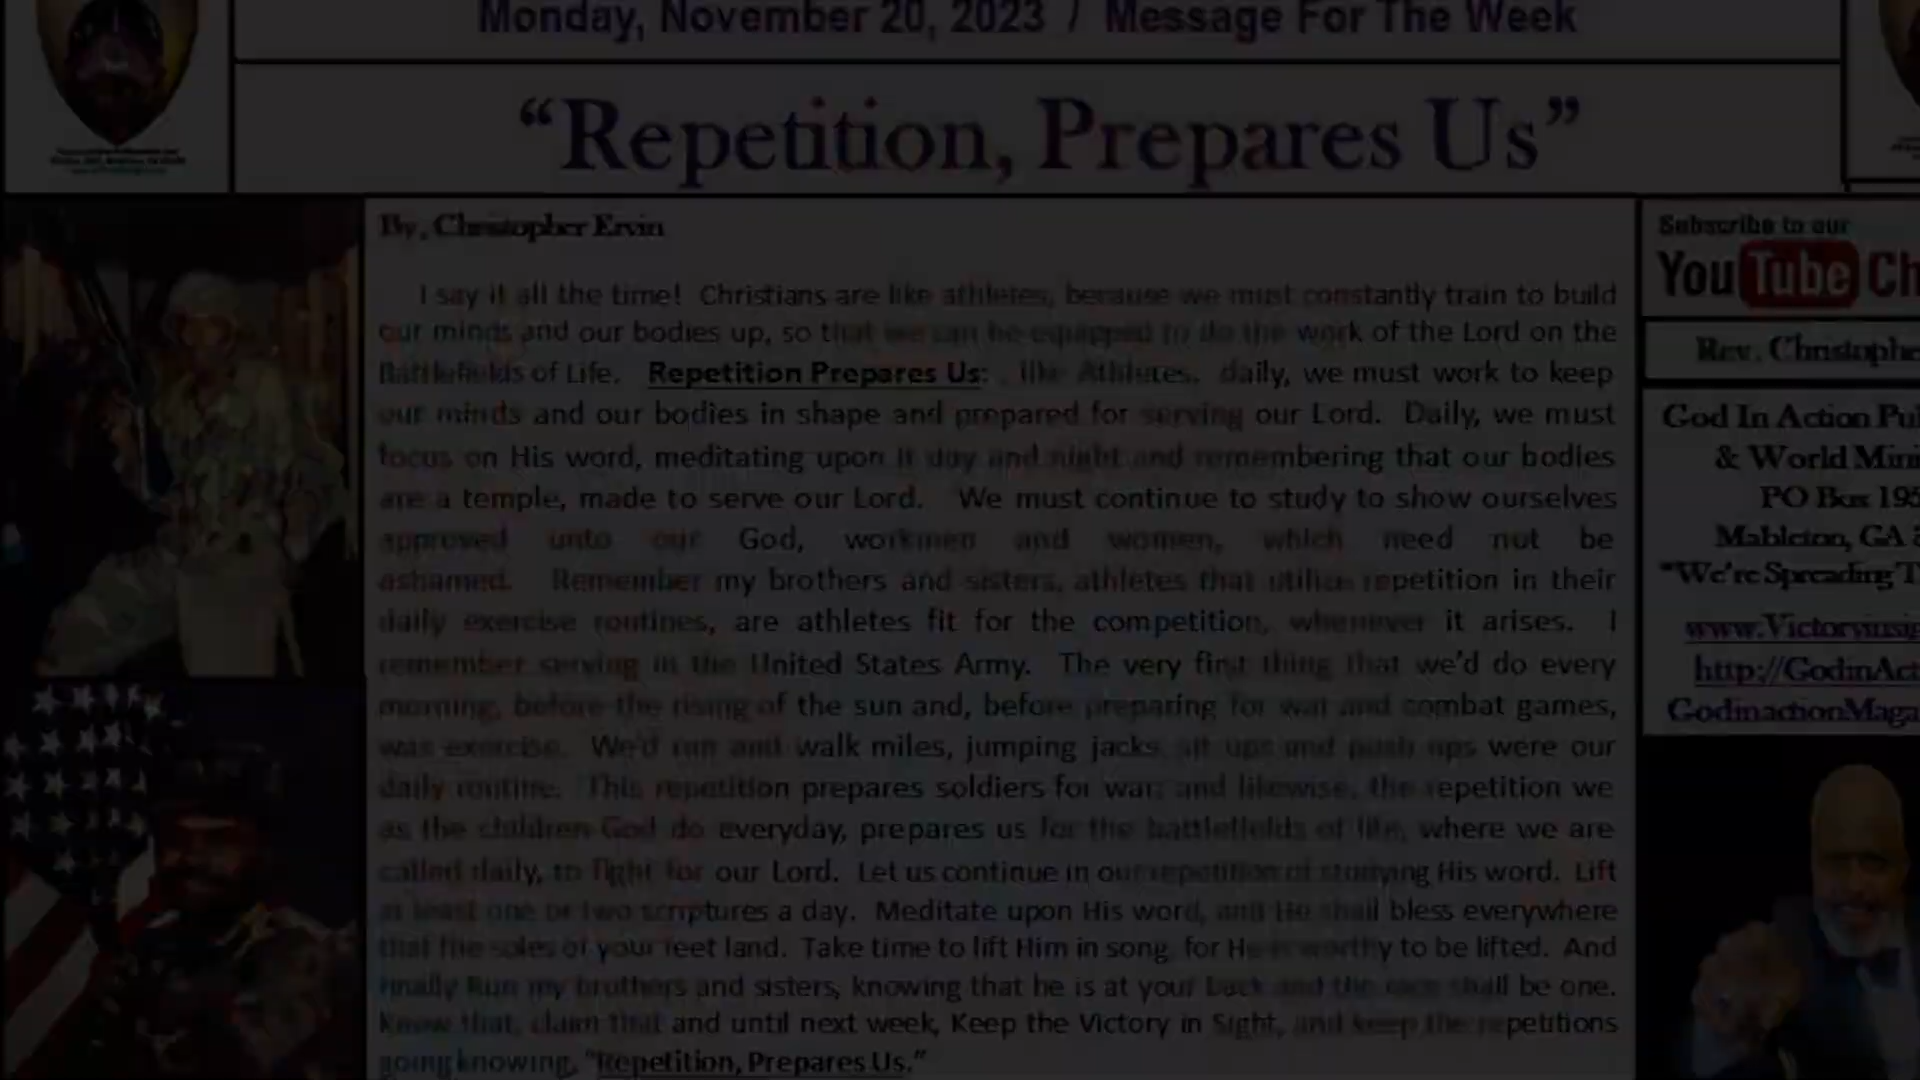 Monday, November 20, 2023 / Message For The Week
“Repetition, Prepares Us”
By, Christopher Ervin
I say it all the time! Christians are like athletes, because we must constantly train to build
our minds and our bodies up, so that we can be equipped to do the work of the Lord on the
Battlefields of Life. Repetition Prepares Us: , like Athletes, daily, we must work to keep
our minds and our bodies in shape and prepared for serving our Lord. Daily, we must
focus on His word, meditating upon it day and night and remembering that our bodies
are a temple, made to serve our Lord. We must continue to study to show ourselves
approved unto our God, workmen and women, which need not be
ashamed. Remember my brothers and sisters, athletes that utilize repetition in their
daily exercise routines, are athletes fit for the competition, whenever it arises. I
remember serving in the United States Army. The very first thing that we'd do every
morning, before the rising of the sun and, before preparing for war and combat games,
was exercise. We'd run and walk miles, jumping jacks, sit ups and push ups were our
daily routine. This repetition prepares soldiers for war; and likewise, the repetition we
as the children God do everyday, prepares us for the battlefields of life, where we are
called daily, to fight for our Lord. Let us continue in our repetition of studying His word. Lift
at least one or two scriptures a day. Meditate upon His word, and He shall bless everywhere
that the soles of your feet land. Take time to lift Him in song, for He is worthy to be lifted. And
finally Run my brothers and sisters, knowing that he is at your back and the race shall be one.
Know that, claim that and until next week, Keep the Victory in Sight, and keep the repetitions
going knowing, “Repetition, Prepares Us.”
Subscribe to our
YouTube Ch
Rev. Christophe
God In Action Pul
& World Mini
PO Box 195
Mableton, GA
“We're Spreading T
www.Victoryinsig
http://GodinAct
GodinactionMaga